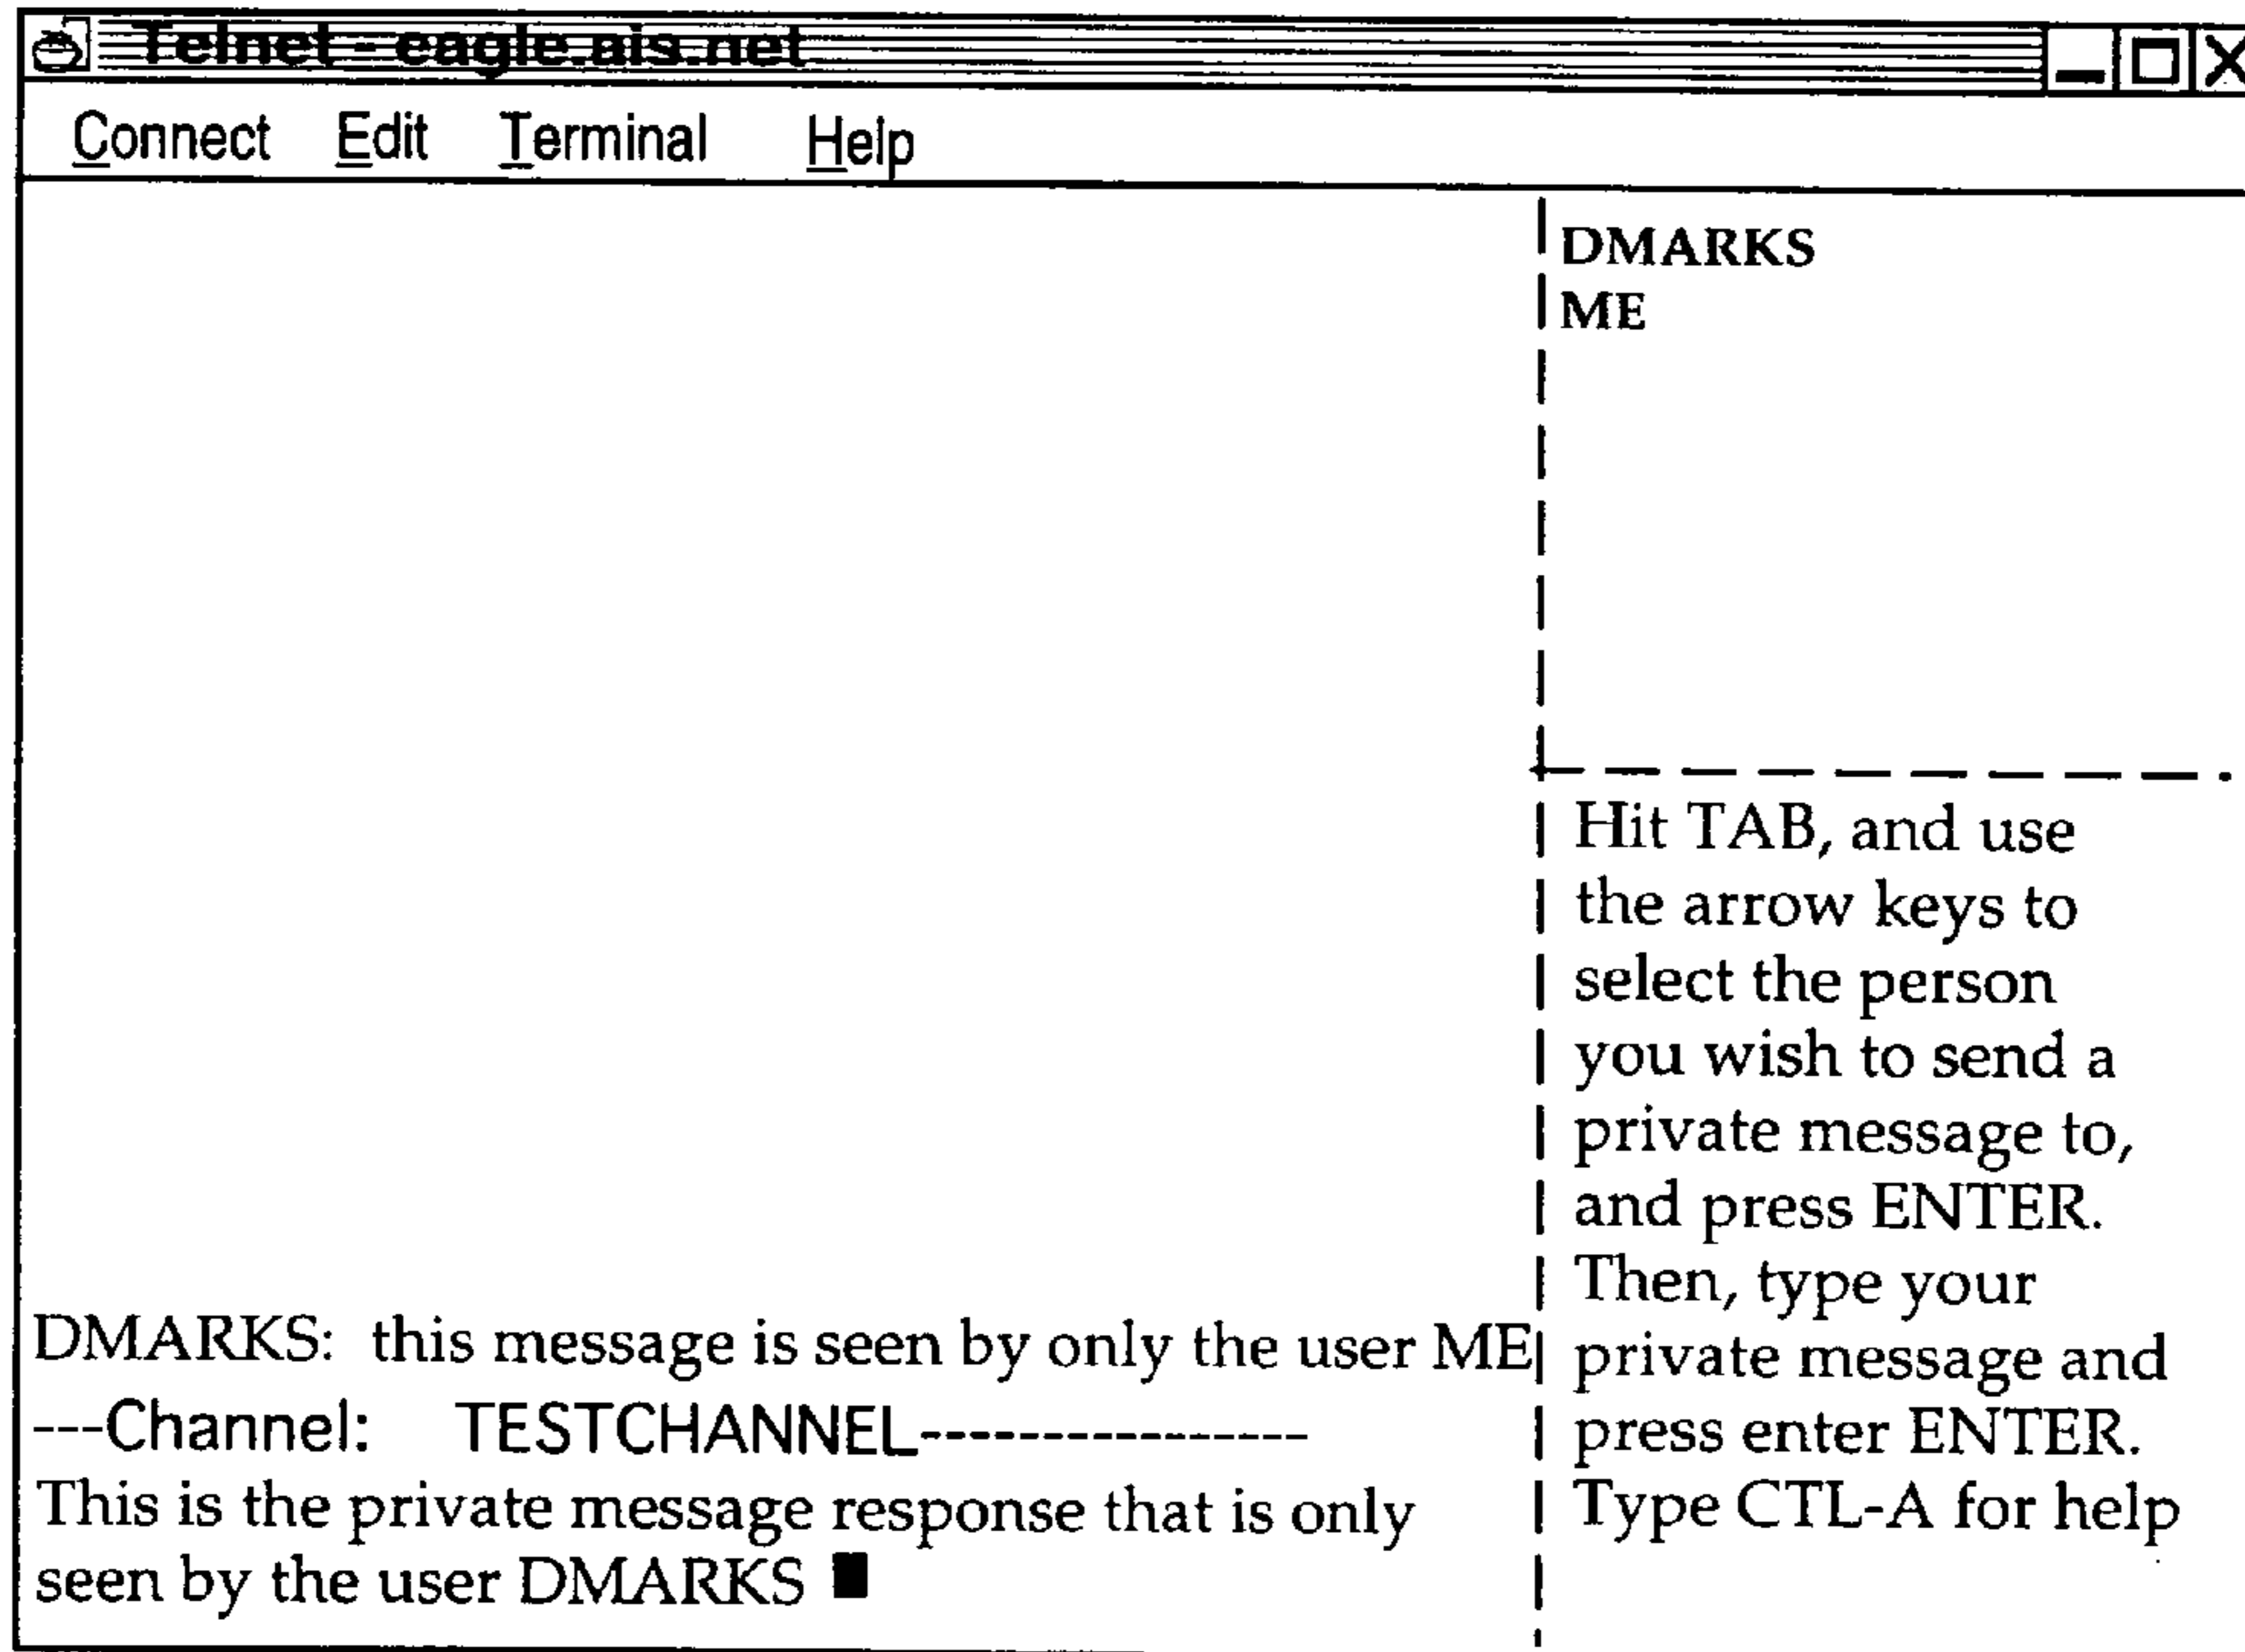 Telnet - eagle.ais.net
Connect Edit Terminal Help
DMARKS
ME
Hit TAB, and use
the arrow keys to
select the person
you wish to send a
private message to,
and press ENTER.
Then, type your
private message and
press enter ENTER.
Type CTL-A for help
DMARKS: this message is seen by only the user ME
---Channel: TESTCHANNEL-----------------
This is the private message response that is only
seen by the user DMARKS